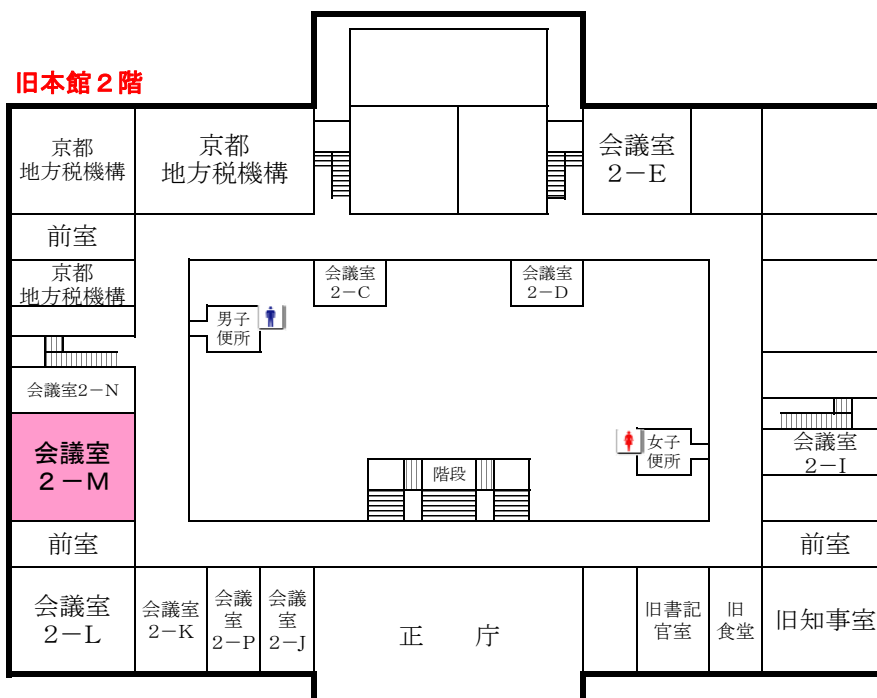 旧本館２階
京都
地方税機構
京都
地方税機構
会議室
２－Ｅ
前室
京都
地方税機構
会議室
２－Ｃ
会議室
２－Ｄ
男子
便所
会議室2－Ｎ
会議室
２－Ｍ
女子
便所
会議室
２－Ｉ
階段
前室
前室
会議室
２－Ｌ
会議室
２－Ｋ
会議
室
２－Ｐ
会議
室
２－Ｊ
正　庁
旧書記
官室
旧
食堂
旧知事室